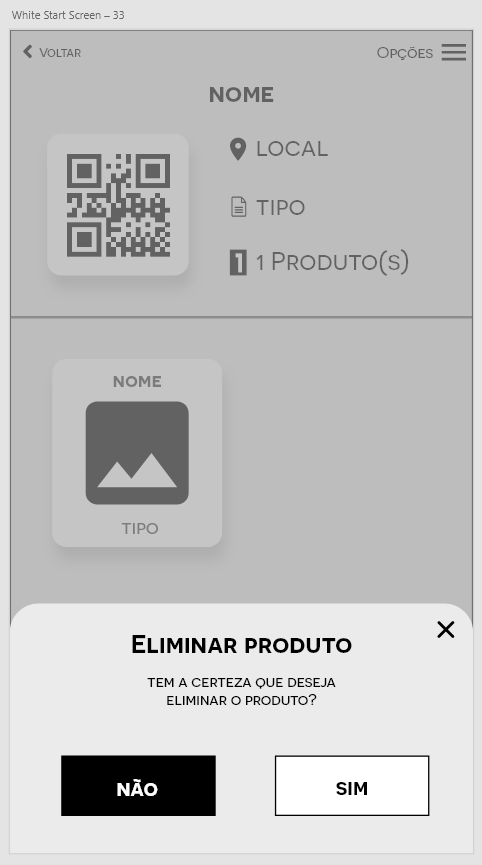 White Start Screen – 33
Voltar
Opções
NOME
LOCAL
TIPO
1
1 Produto(s)
NOME
TIPO
Eliminar produto
tem a certeza que deseja
eliminar o produto?
NÃO
SIM